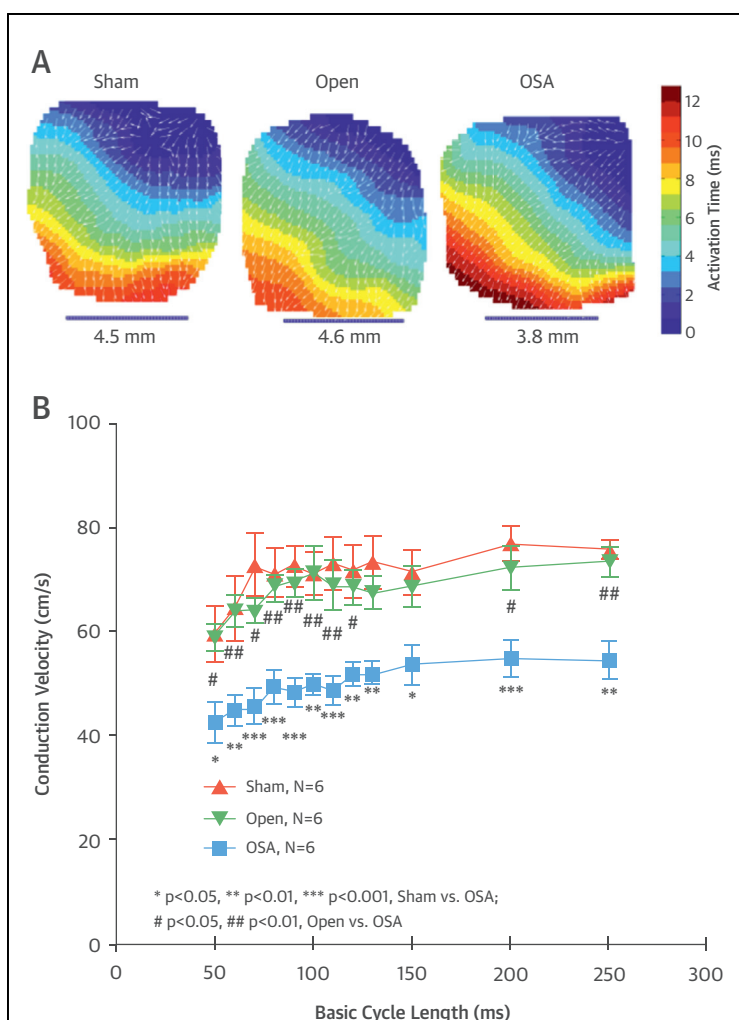 A
Sham
Open
OSA
4.5 mm
4.6 mm
3.8 mm
12
10
8
6
4
2
0
Activation Time (ms)
B
100
80
60
40
20
0
Conduction Velocity (cm/s)
#
##
#
##
##
##
##
#
#
##
*
**
***
***
***
**
***
**
**
*
***
**
Sham, N=6
Open, N=6
OSA, N=6
* p<0.05, ** p<0.01, *** p<0.001, Sham vs. OSA;
# p<0.05, ## p<0.01, Open vs. OSA
0
50
100
150
200
250
300
Basic Cycle Length (ms)